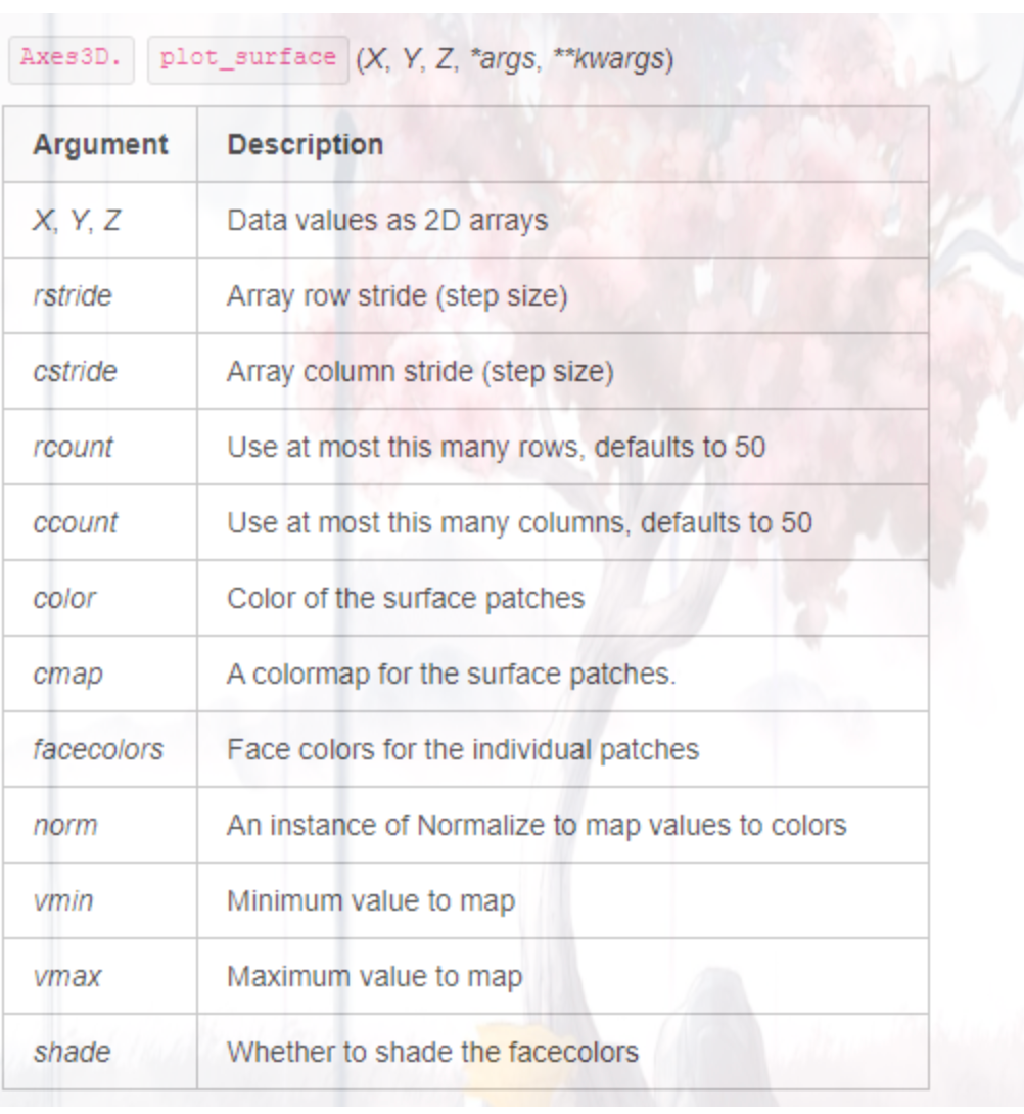 Axes3D. plot_surface (X, Y, Z, *args, **kwargs)
Argument Description
X, Y, Z Data values as 2D arrays
rstride Array row stride (step size)
cstride Array column stride (step size)
rcount Use at most this many rows, defaults to 50
ccount Use at most this many columns, defaults to 50
color Color of the surface patches
cmap A colormap for the surface patches.
facecolors Face colors for the individual patches
norm An instance of Normalize to map values to colors
vmin Minimum value to map
vmax Maximum value to map
shade Whether to shade the facecolors